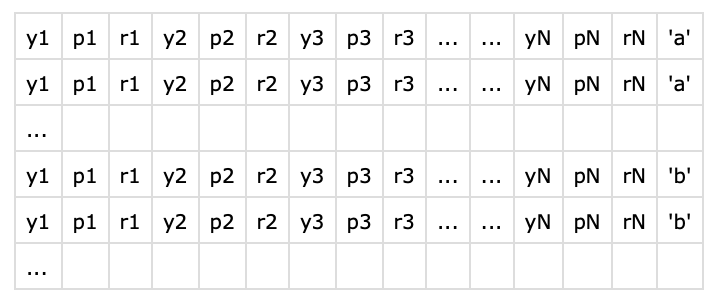 y1 p1 r1 y2 p2 r2 y3 p3 r3 ... ... yN pN rN 'a'
y1 p1 r1 y2 p2 r2 y3 p3 r3 ... ... yN pN rN 'a'
...
y1 p1 r1 y2 p2 r2 y3 p3 r3 ... ... yN pN rN 'b'
y1 p1 r1 y2 p2 r2 y3 p3 r3 ... ... yN pN rN 'b'
...